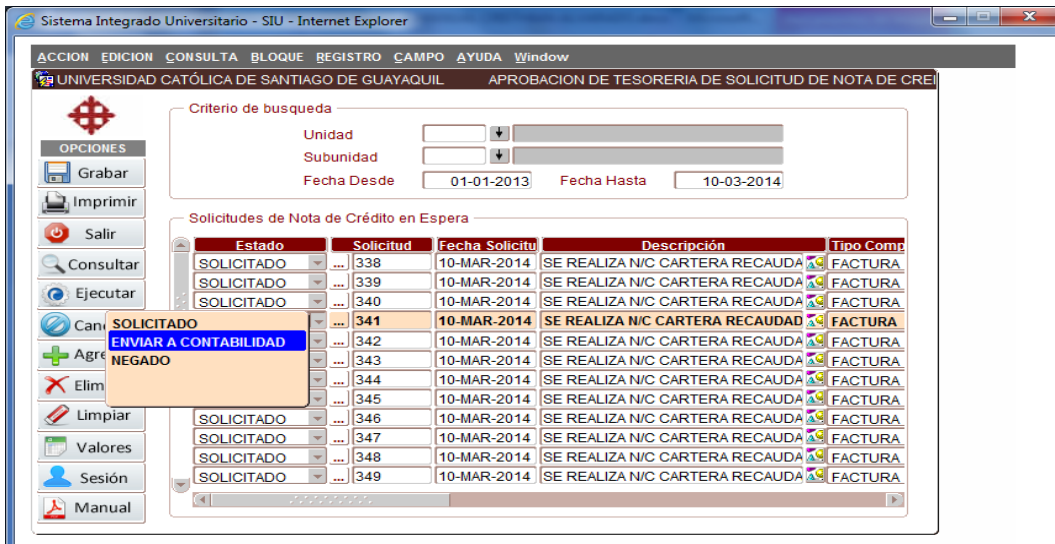 Sistema Integrado Universitario - SIU - Internet Explorer
ACCION EDICION CONSULTA BLOQUE REGISTRO CAMPO AYUDA Window
UNIVERSIDAD CATÓLICA DE SANTIAGO DE GUAYAQUIL APROBACION DE TESORERIA DE SOLICITUD DE NOTA DE CREI
OPCIONES
Grabar
Imprimir
Salir
Consultar
Ejecutar
Can
Agre
Elim
Limpiar
Valores
Sesión
Manual
Criterio de busqueda
Unidad
Subunidad
Fecha Desde 01-01-2013 Fecha Hasta 10-03-2014
Solicitudes de Nota de Crédito en Espera
Estado Solicitud Fecha Solicitu Descripción Tipo Comp
SOLICITADO ... 338 10-MAR-2014 SE REALIZA N/C CARTERA RECAUDA FACTURA
SOLICITADO ... 339 10-MAR-2014 SE REALIZA N/C CARTERA RECAUDA FACTURA
SOLICITADO ... 340 10-MAR-2014 SE REALIZA N/C CARTERA RECAUDA FACTURA
... 341 10-MAR-2014 SE REALIZA N/C CARTERA RECAUDAD FACTURA
... 342 10-MAR-2014 SE REALIZA N/C CARTERA RECAUDA FACTURA
... 343 10-MAR-2014 SE REALIZA N/C CARTERA RECAUDA FACTURA
... 344 10-MAR-2014 SE REALIZA N/C CARTERA RECAUDA FACTURA
... 345 10-MAR-2014 SE REALIZA N/C CARTERA RECAUDA FACTURA
SOLICITADO ... 346 10-MAR-2014 SE REALIZA N/C CARTERA RECAUDA FACTURA
SOLICITADO ... 347 10-MAR-2014 SE REALIZA N/C CARTERA RECAUDA FACTURA
SOLICITADO ... 348 10-MAR-2014 SE REALIZA N/C CARTERA RECAUDA FACTURA
SOLICITADO ... 349 10-MAR-2014 SE REALIZA N/C CARTERA RECAUDA FACTURA
SOLICITADO
ENVIAR A CONTABILIDAD
NEGADO